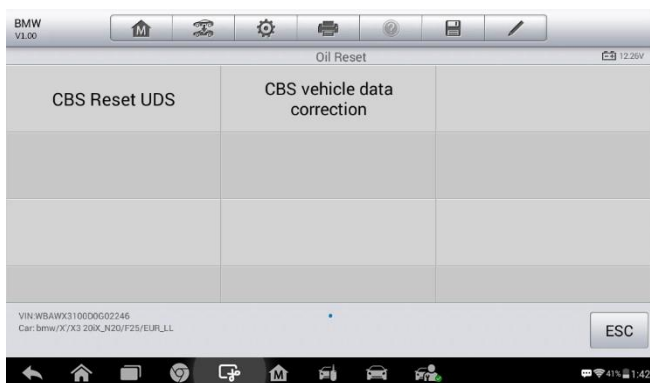 BMW
V1.00
Oil Reset
12.26V
CBS Reset UDS
CBS vehicle data
correction
VIN:WBAWX3100D0G02246
Car: bmw/X'/X3 20iX_N20/F25/EUR_LL
ESC
41% 1:42